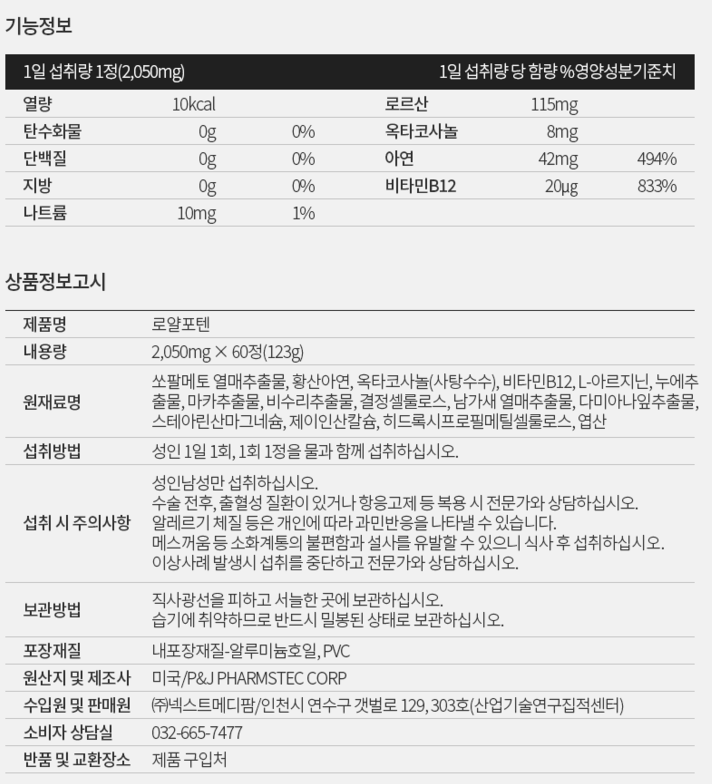 기능정보
1일 섭취량 1정(2,050mg) 1일 섭취량 당 함량 %영양성분기준치
열량 10kcal 로르산 115mg
탄수화물 0g 0% 옥타코사놀 8mg
단백질 0g 0% 아연 42mg 494%
지방 0g 0% 비타민B12 20µg 833%
나트륨 10mg 1%
상품정보고시
제품명 로얄포텐
내용량 2,050mg × 60정(123g)
원재료명 쏘팔메토 열매추출물, 황산아연, 옥타코사놀(사탕수수), 비타민B12, L-아르지닌, 누에추
출물, 마카추출물, 비수리추출물, 결정셀룰로스, 남가새 열매추출물, 다미아나잎추출물,
스테아린산마그네슘, 제이인산칼슘, 히드록시프로필메틸셀룰로스, 엽산
섭취방법 성인 1일 1회, 1회 1정을 물과 함께 섭취하십시오.
섭취 시 주의사항 성인남성만 섭취하십시오.
수술 전후, 출혈성 질환이 있거나 항응고제 등 복용 시 전문가와 상담하십시오.
알레르기 체질 등은 개인에 따라 과민반응을 나타낼 수 있습니다.
메스꺼움 등 소화계통의 불편함과 설사를 유발할 수 있으니 식사 후 섭취하십시오.
이상사례 발생시 섭취를 중단하고 전문가와 상담하십시오.
보관방법 직사광선을 피하고 서늘한 곳에 보관하십시오.
습기에 취약하므로 반드시 밀봉된 상태로 보관하십시오.
포장재질 내포장재질-알루미늄호일, PVC
원산지 및 제조사 미국/P&J PHARMSTEC CORP
수입원 및 판매원 ㈜넥스트메디팜/인천시 연수구 갯벌로 129, 303호(산업기술연구집적센터)
소비자 상담실 032-665-7477
반품 및 교환장소 제품 구입처